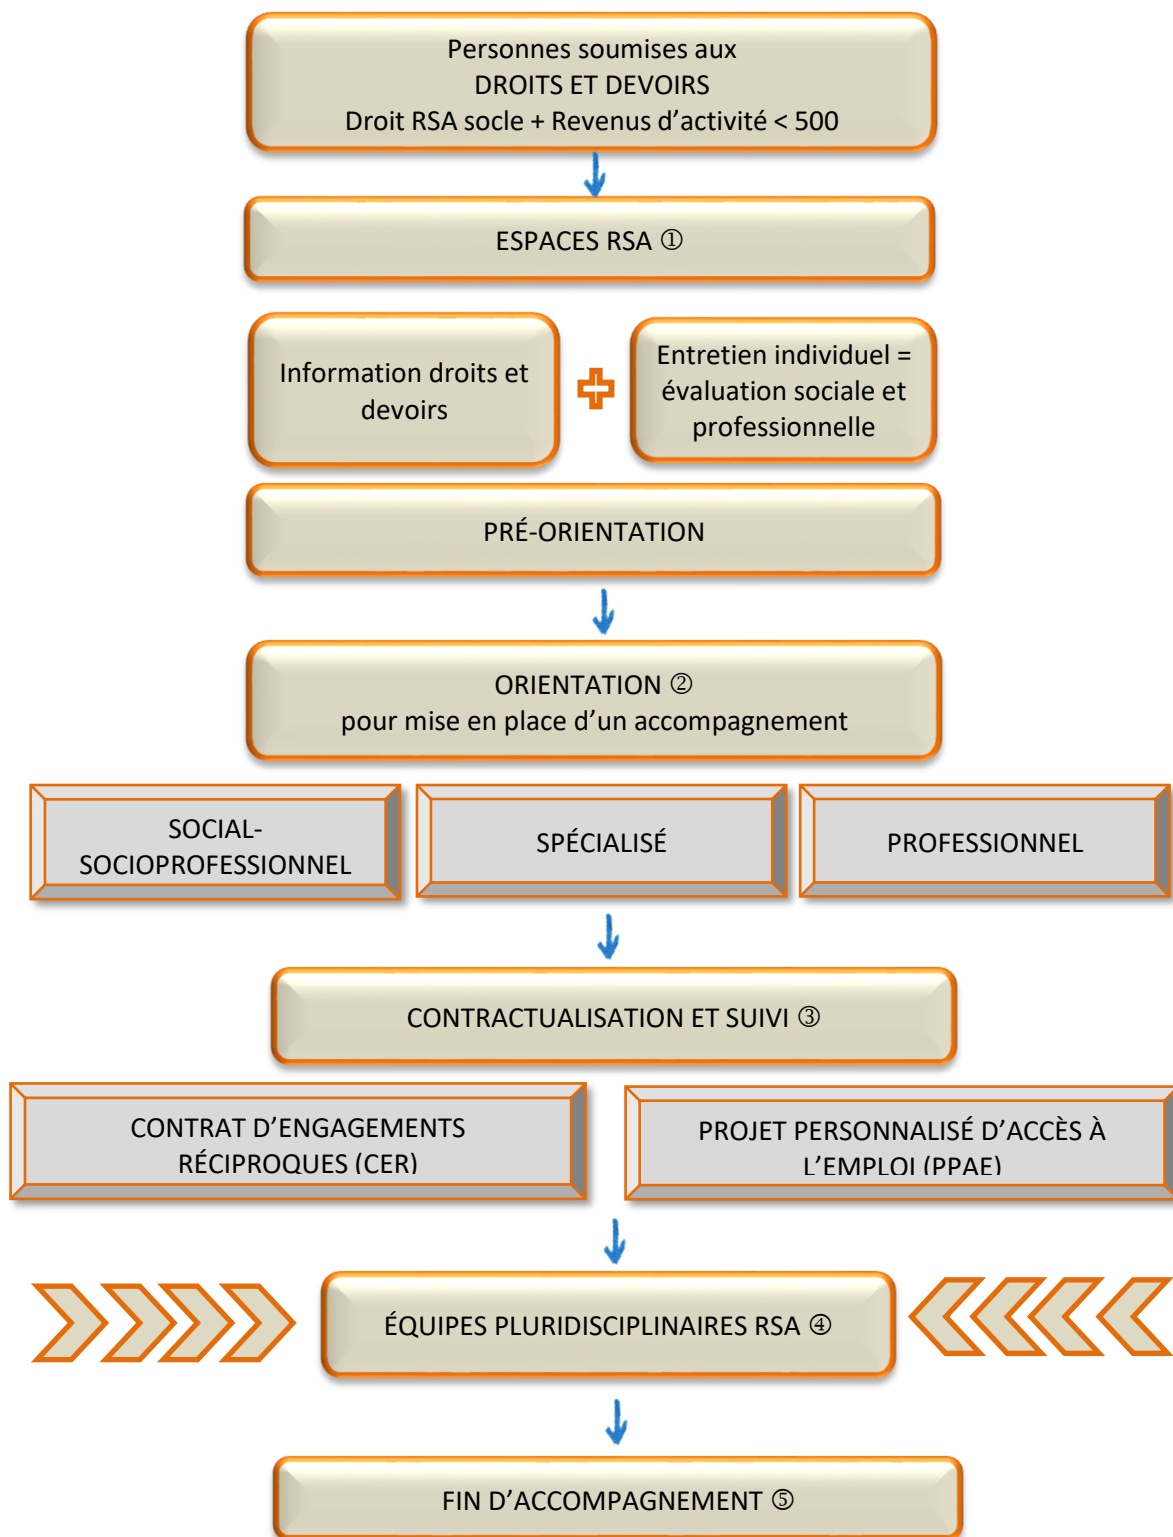 Personnes soumises aux
DROITS ET DEVOIRS
Droit RSA socle + Revenus d’activité < 500
ESPACES RSA ①
Information droits et
devoirs
Entretien individuel =
évaluation sociale et
professionnelle
PRÉ-ORIENTATION
ORIENTATION ②
pour mise en place d’un accompagnement
SOCIAL-
SOCIOPROFESSIONNEL
SPÉCIALISÉ
PROFESSIONNEL
CONTRACTUALISATION ET SUIVI ③
CONTRAT D’ENGAGEMENTS
RÉCIPROQUES (CER)
PROJET PERSONNALISÉ D’ACCÈS À
L’EMPLOI (PPAE)
ÉQUIPES PLURIDISCIPLINAIRES RSA ④
FIN D’ACCOMPAGNEMENT ⑤